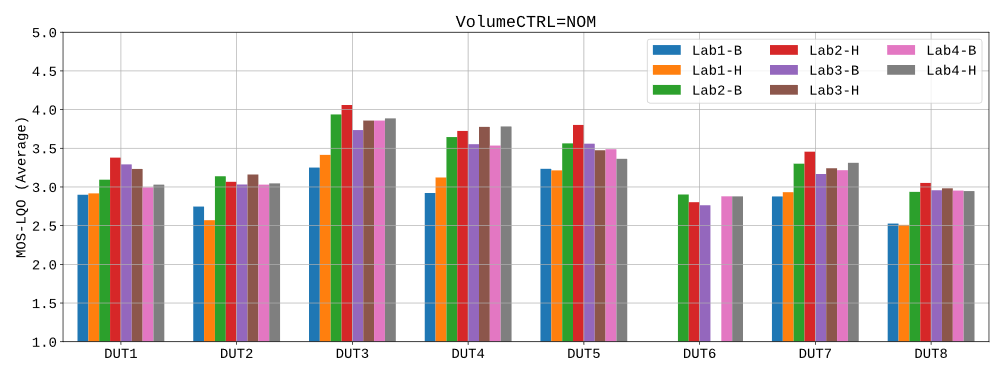 VolumeCTRL=NOM
MOS-LQO (Average)
5.0
4.5
4.0
3.5
3.0
2.5
2.0
1.5
1.0
Lab1-B
Lab1-H
Lab2-B
Lab2-H
Lab3-B
Lab3-H
Lab4-B
Lab4-H
DUT1 DUT2 DUT3 DUT4 DUT5 DUT6 DUT7 DUT8